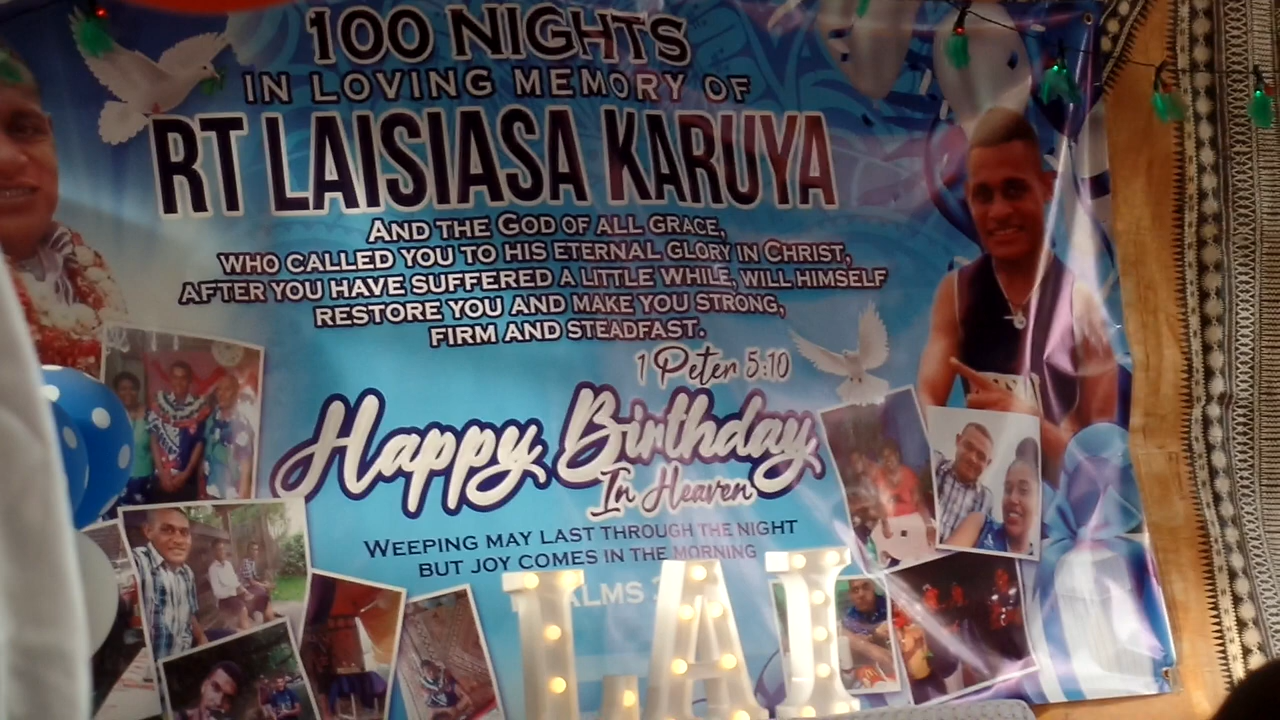 100 NIGHTS
IN LOVING MEMORY OF
RT LAISIASA KARUYA
AND THE GOD OF ALL GRACE,
WHO CALLED YOU TO HIS ETERNAL GLORY IN CHRIST,
AFTER YOU HAVE SUFFERED A LITTLE WHILE, WILL HIMSELF
RESTORE YOU AND MAKE YOU STRONG,
FIRM AND STEADFAST.
1 Peter 5:10
Happy Birthday
In Heaven
WEEPING MAY LAST THROUGH THE NIGHT
BUT JOY COMES IN THE MORNING
LAI